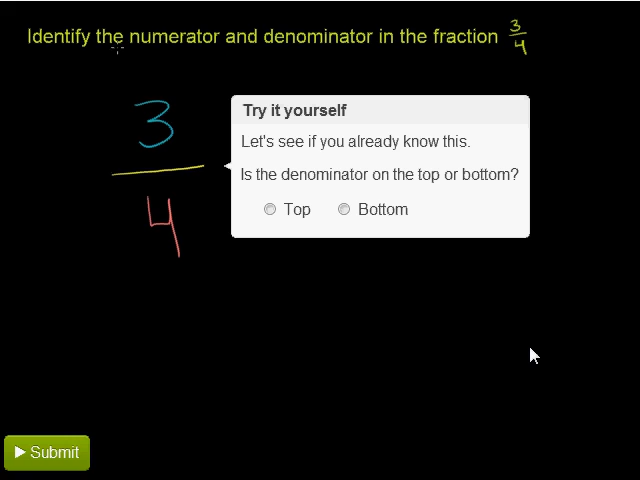 Identify the numerator and denominator in the fraction 3/4
3
4
Try it yourself
Let's see if you already know this.
Is the denominator on the top or bottom?
Top Bottom
Submit